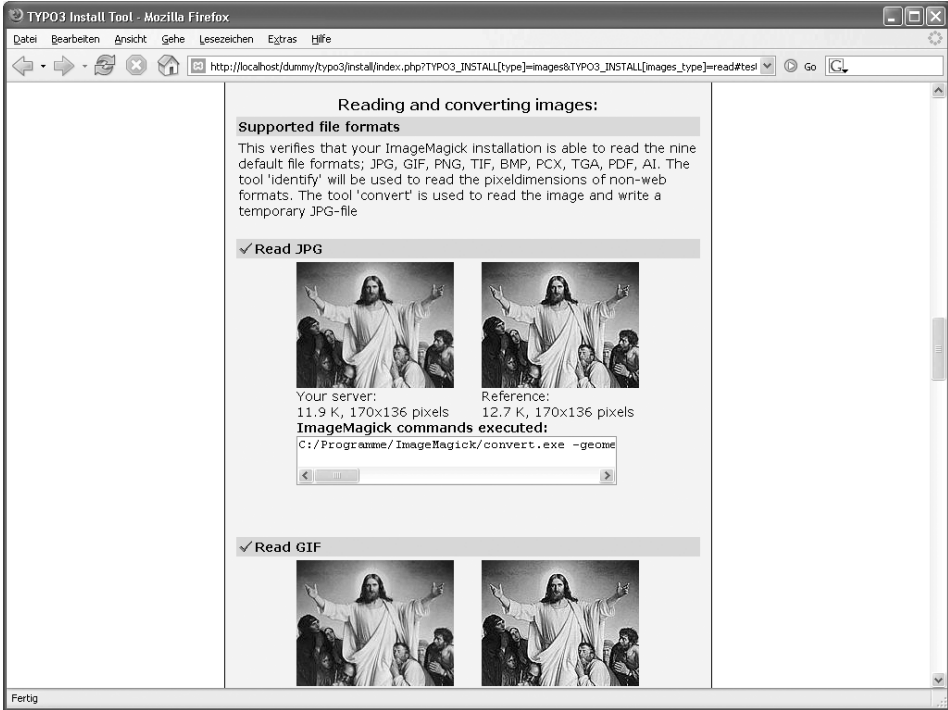 TYPO3 Install Tool - Mozilla Firefox
Datei Bearbeiten Ansicht Gehe Lesezeichen Extras Hilfe
http://localhost/dummy/typo3/install/index.php?TYPO3_INSTALL[type]=images&TYPO3_INSTALL[images_type]=read#test Go G
Reading and converting images:
Supported file formats
This verifies that your ImageMagick installation is able to read the nine
default file formats; JPG, GIF, PNG, TIF, BMP, PCX, TGA, PDF, AI. The
tool 'identify' will be used to read the pixeldimensions of non-web
formats. The tool 'convert' is used to read the image and write a
temporary JPG-file
Read JPG
Your server: Reference:
11.9 K, 170x136 pixels 12.7 K, 170x136 pixels
ImageMagick commands executed:
C:/Programme/ImageMagick/convert.exe -geome
Read GIF
Fertig